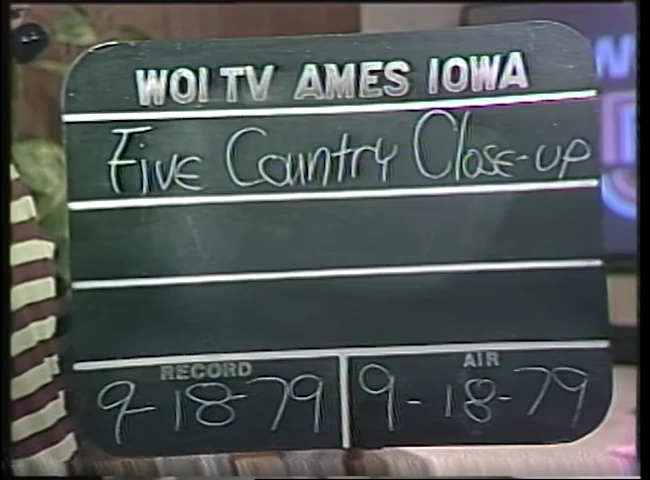 WOI TV AMES IOWA
Five Country Close-up
RECORD AIR
9-18-79 9-18-79